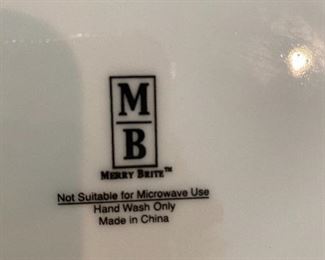 M
B
MERRY BRITE™
Not Suitable for Microwave Use
Hand Wash Only
Made in China